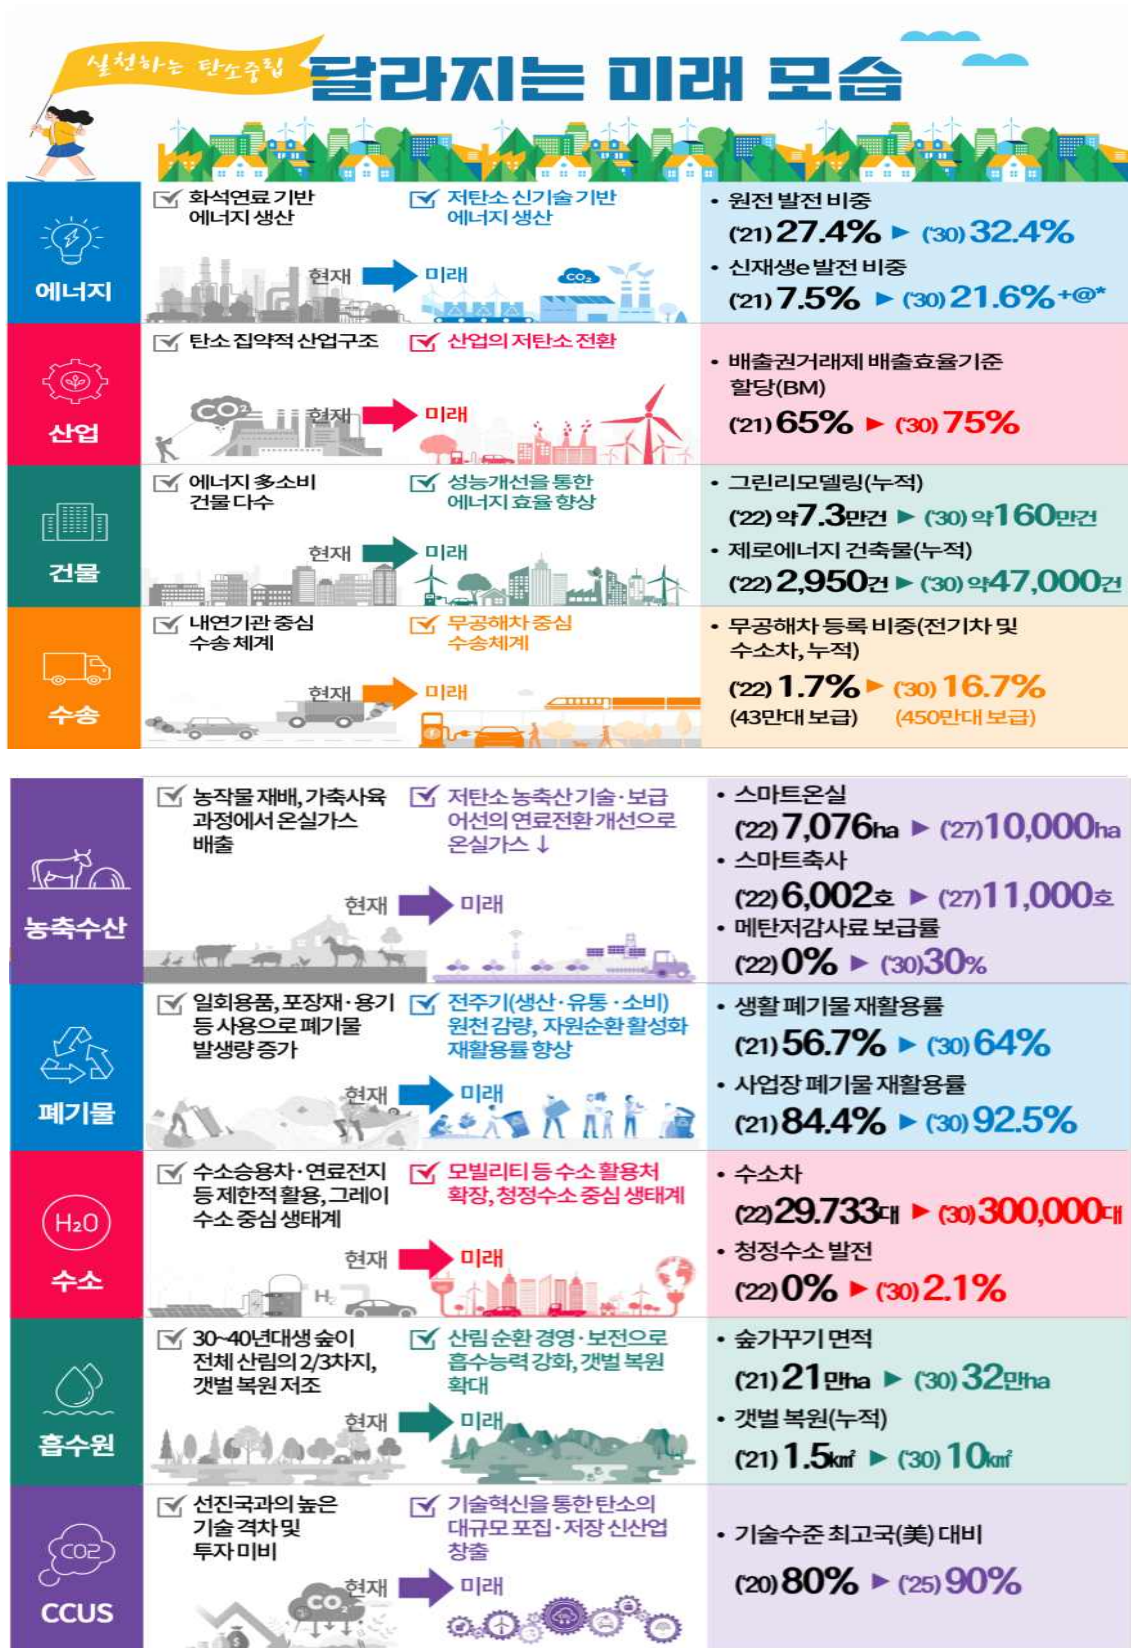 실천하는 탄소중립
달라지는 미래 모습
에너지
화석연료 기반
에너지 생산
현재
저탄소 신기술 기반
에너지 생산
미래
CO₂
• 원전 발전 비중
('21) 27.4% ▶ ('30) 32.4%
• 신재생e 발전 비중
('21) 7.5% ▶ ('30) 21.6%+@*
산업
탄소 집약적 산업구조
CO₂
현재
산업의 저탄소 전환
미래
• 배출권거래제 배출효율기준
할당(BM)
('21) 65% ▶ ('30) 75%
건물
에너지 多소비
건물 다수
현재
성능개선을 통한
에너지 효율 향상
미래
• 그린리모델링(누적)
('22) 약7.3만건 ▶ ('30) 약160만건
• 제로에너지 건축물(누적)
('22) 2,950건 ▶ ('30) 약47,000건
수송
내연기관 중심
수송 체계
현재
무공해차 중심
수송체계
미래
• 무공해차 등록 비중(전기차 및
수소차, 누적)
('22) 1.7% ▶ ('30) 16.7%
(43만대 보급) (450만대 보급)
농축수산
농작물 재배, 가축사육
과정에서 온실가스
배출
현재
저탄소 농축산 기술·보급
어선의 연료전환 개선으로
온실가스 ↓
미래
• 스마트온실
('22) 7,076ha ▶ ('27)10,000ha
• 스마트축사
('22) 6,002호 ▶ ('27)11,000호
• 메탄저감사료 보급률
('22) 0% ▶ ('30)30%
폐기물
일회용품, 포장재·용기
등 사용으로 폐기물
발생량 증가
현재
전주기(생산·유통·소비)
원천 감량, 자원순환 활성화
재활용률 향상
미래
• 생활 폐기물 재활용률
('21) 56.7% ▶ ('30) 64%
• 사업장 폐기물 재활용률
('21) 84.4% ▶ ('30) 92.5%
H₂O
수소
수소승용차·연료전지
등 제한적 활용, 그레이
수소 중심 생태계
현재
H₂
모빌리티 등 수소 활용처
확장, 청정수소 중심 생태계
미래
• 수소차
('22) 29.733대 ▶ ('30) 300,000대
• 청정수소 발전
('22) 0% ▶ ('30) 2.1%
흡수원
30~40년대생 숲이
전체 산림의 2/3차지,
갯벌 복원 저조
현재
산림 순환 경영·보전으로
흡수능력 강화, 갯벌 복원
확대
미래
• 숲가꾸기 면적
('21) 21만ha ▶ ('30) 32만ha
• 갯벌 복원(누적)
('21) 1.5㎢ ▶ ('30) 10㎢
CO2
CCUS
선진국과의 높은
기술 격차 및
투자 미비
현재
CO₂
기술혁신을 통한 탄소의
대규모 포집·저장 신산업
창출
미래
• 기술수준 최고국(美) 대비
('20) 80% ▶ ('25) 90%